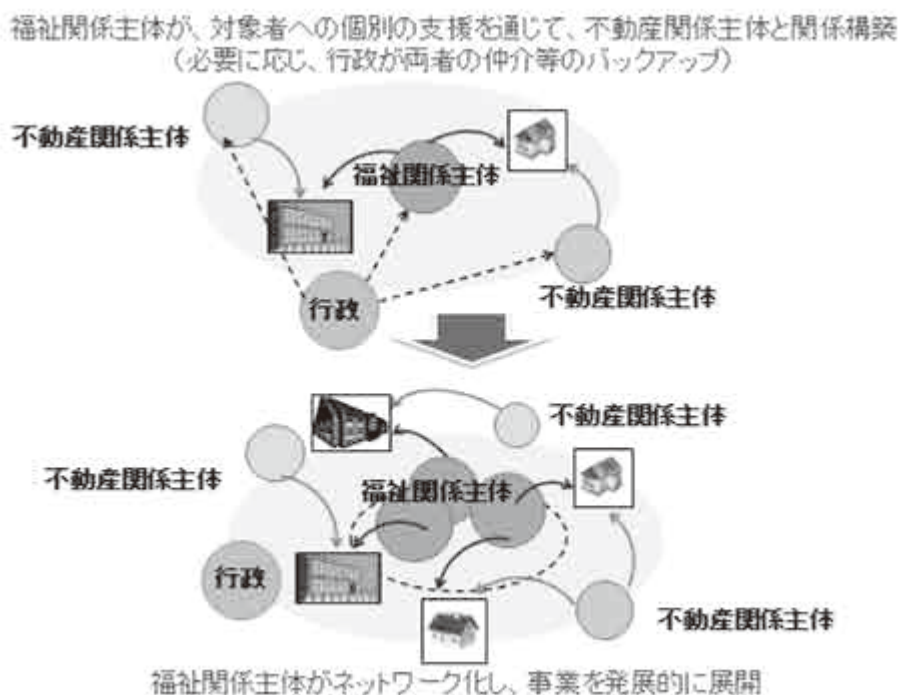 福祉関係主体が、対象者への個別の支援を通じて、不動産関係主体と関係構築
（必要に応じ、行政が両者の仲介等のバックアップ）
不動産関係主体
福祉関係主体
不動産関係主体
行政
不動産関係主体
不動産関係主体
福祉関係主体
行政
不動産関係主体
福祉関係主体がネットワーク化し、事業を発展的に展開